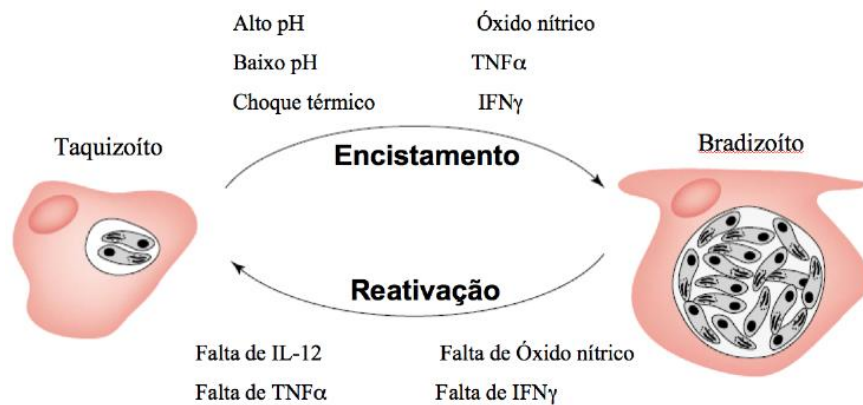 Alto pH Óxido nítrico
Baixo pH TNFα
Choque térmico IFNγ
Taquizoíto
Encistamento
Bradizoíto
Reativação
Falta de IL-12 Falta de Óxido nítrico
Falta de TNFα Falta de IFNγ